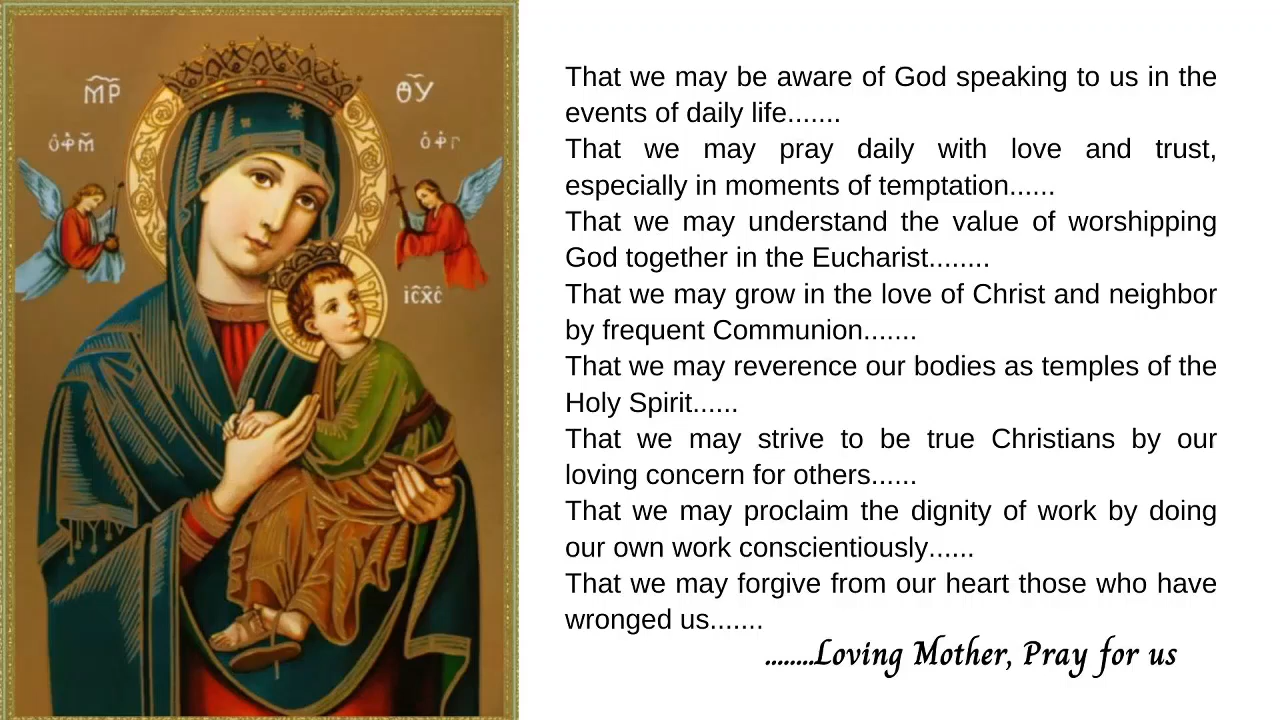 M̅P̅
ΘΎ
ὁ ἀ Μ̆
ὁ ἀ Γ
ic̑xc̑
That we may be aware of God speaking to us in the
events of daily life.......
That we may pray daily with love and trust,
especially in moments of temptation......
That we may understand the value of worshipping
God together in the Eucharist........
That we may grow in the love of Christ and neighbor
by frequent Communion.......
That we may reverence our bodies as temples of the
Holy Spirit......
That we may strive to be true Christians by our
loving concern for others......
That we may proclaim the dignity of work by doing
our own work conscientiously......
That we may forgive from our heart those who have
wronged us.......
........Loving Mother, Pray for us